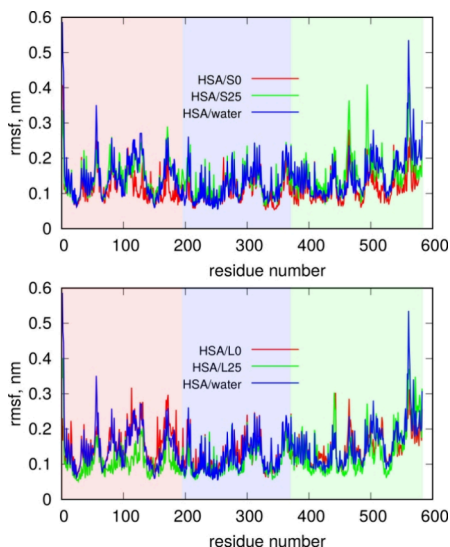 0.6
0.5
0.4
0.3
0.2
0.1
0
rmsf, nm
HSA/S0
HSA/S25
HSA/water
0 100 200 300 400 500 600
residue number
0.6
0.5
0.4
0.3
0.2
0.1
0
rmsf, nm
HSA/L0
HSA/L25
HSA/water
0 100 200 300 400 500 600
residue number